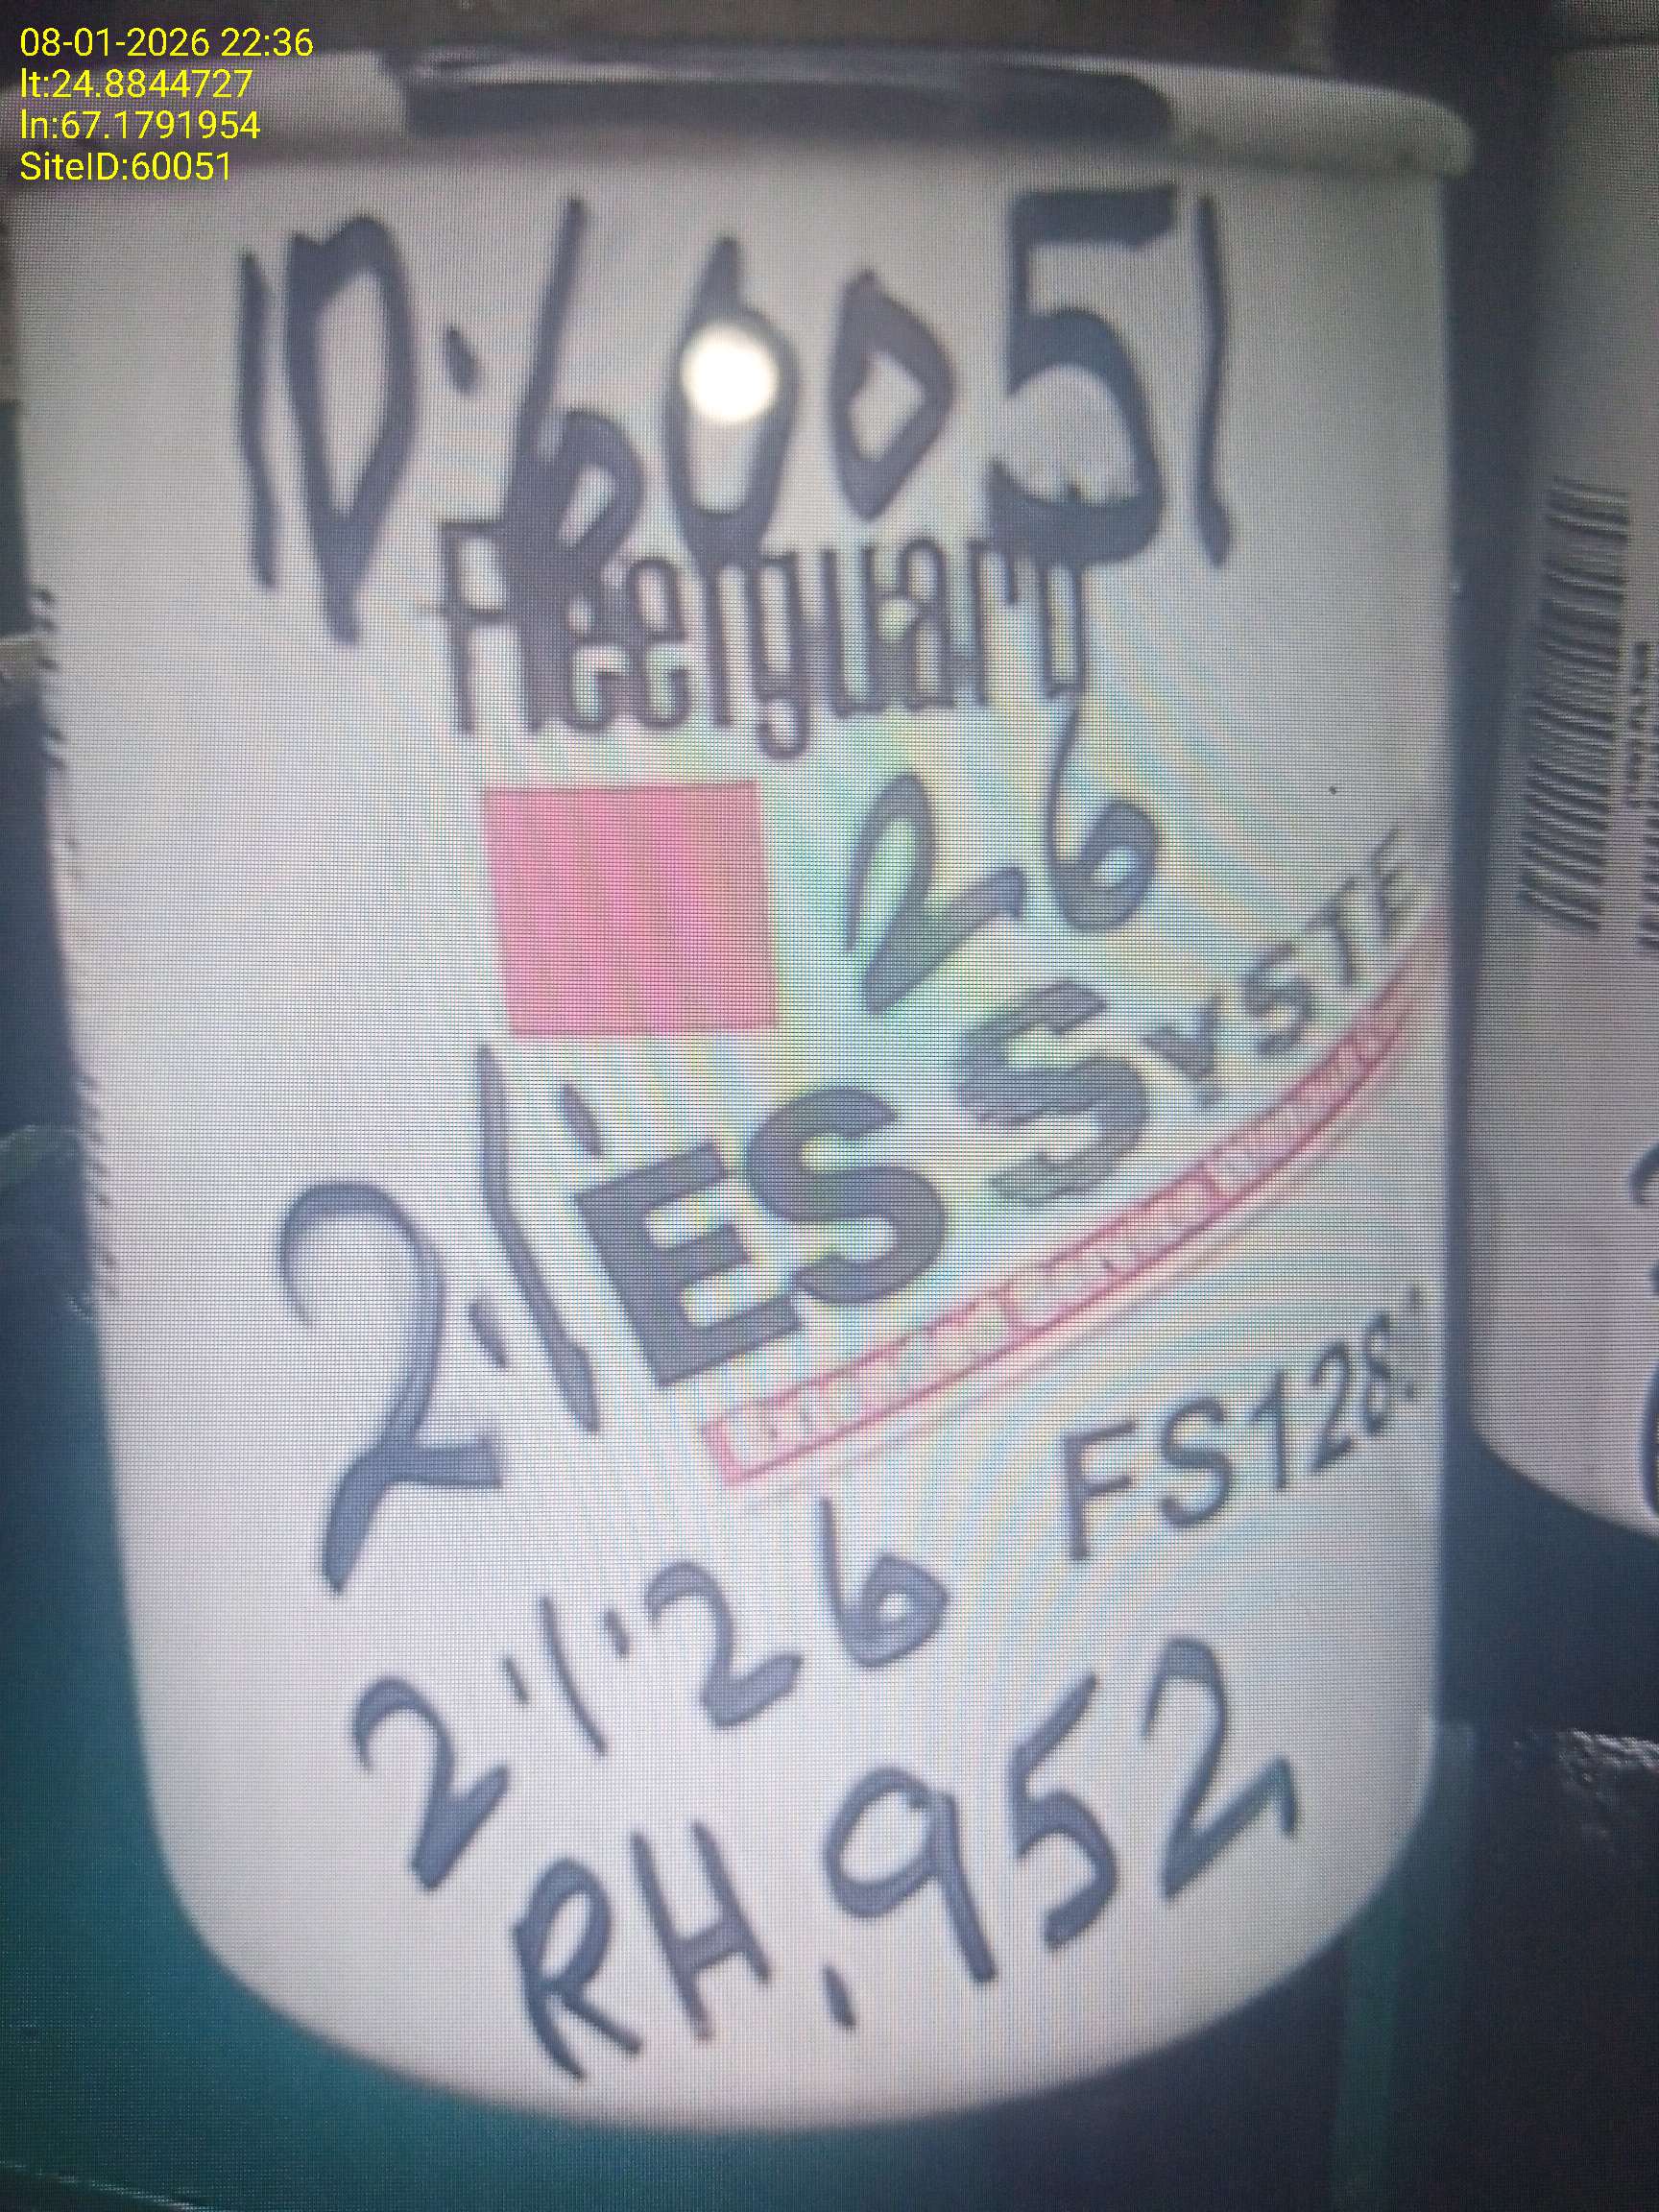 08-01-2026 22:36
lt:24.8844727
ln:67.1791954
SiteID:60051
ID:60051
Fleetguard
2-1-26
ES SYSTE
FS128
2-1-26
RH.952